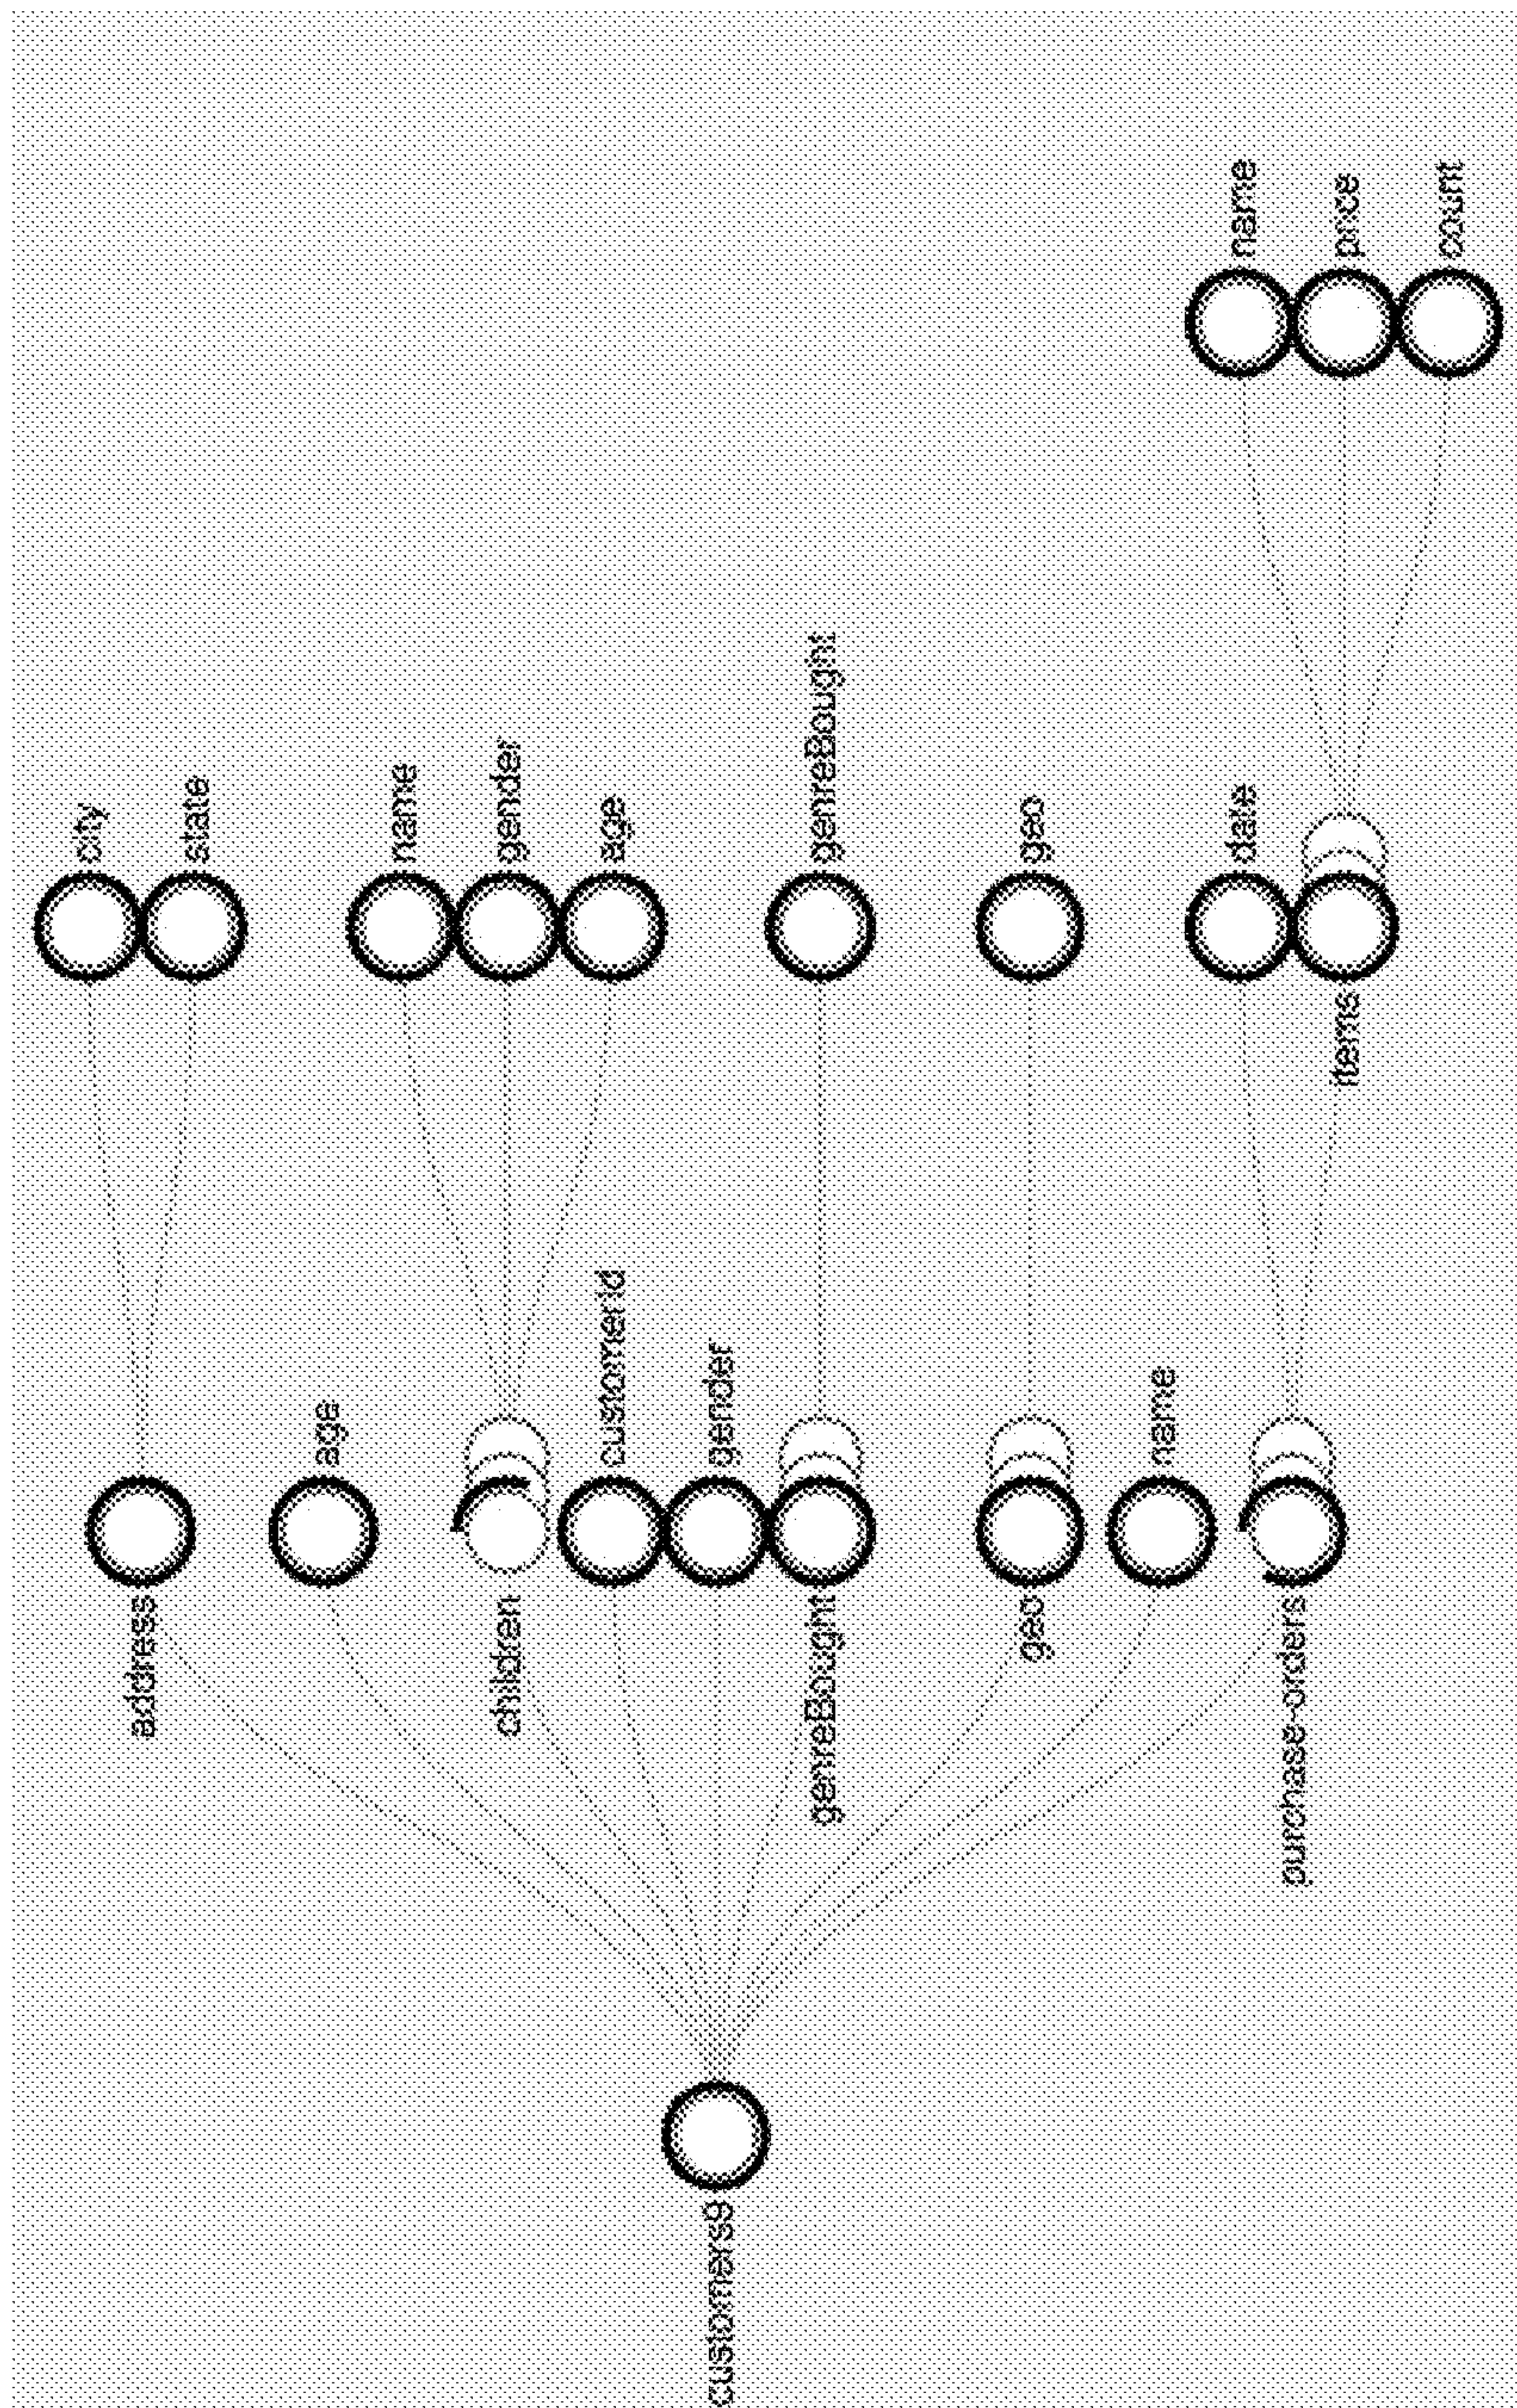 customers9
address
age
children
customerid
gender
genreBought
geo
name
purchase-orders
city
state
name
gender
age
genreBought
geo
date
items
name
price
count